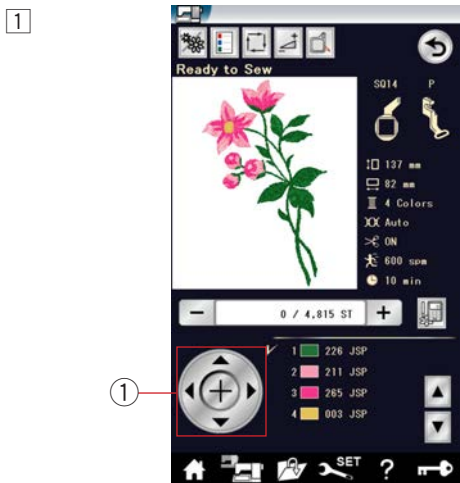 1
Ready to Sew
SQ14 P
137 mm
82 mm
4 Colors
Auto
ON
600 spm
10 min
− 0 / 4,815 ST +
1 226 JSP
2 211 JSP
3 265 JSP
4 003 JSP
1
SET ?